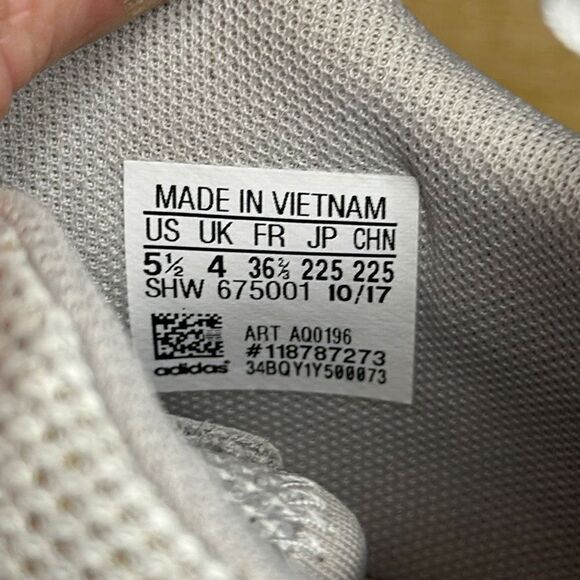 MADE IN VIETNAM
US UK FR JP CHN
5½ 4 36⅔ 225 225
SHW 675001 10/17
ART AQ0196
#118787273
adidas 34BQY1Y500073